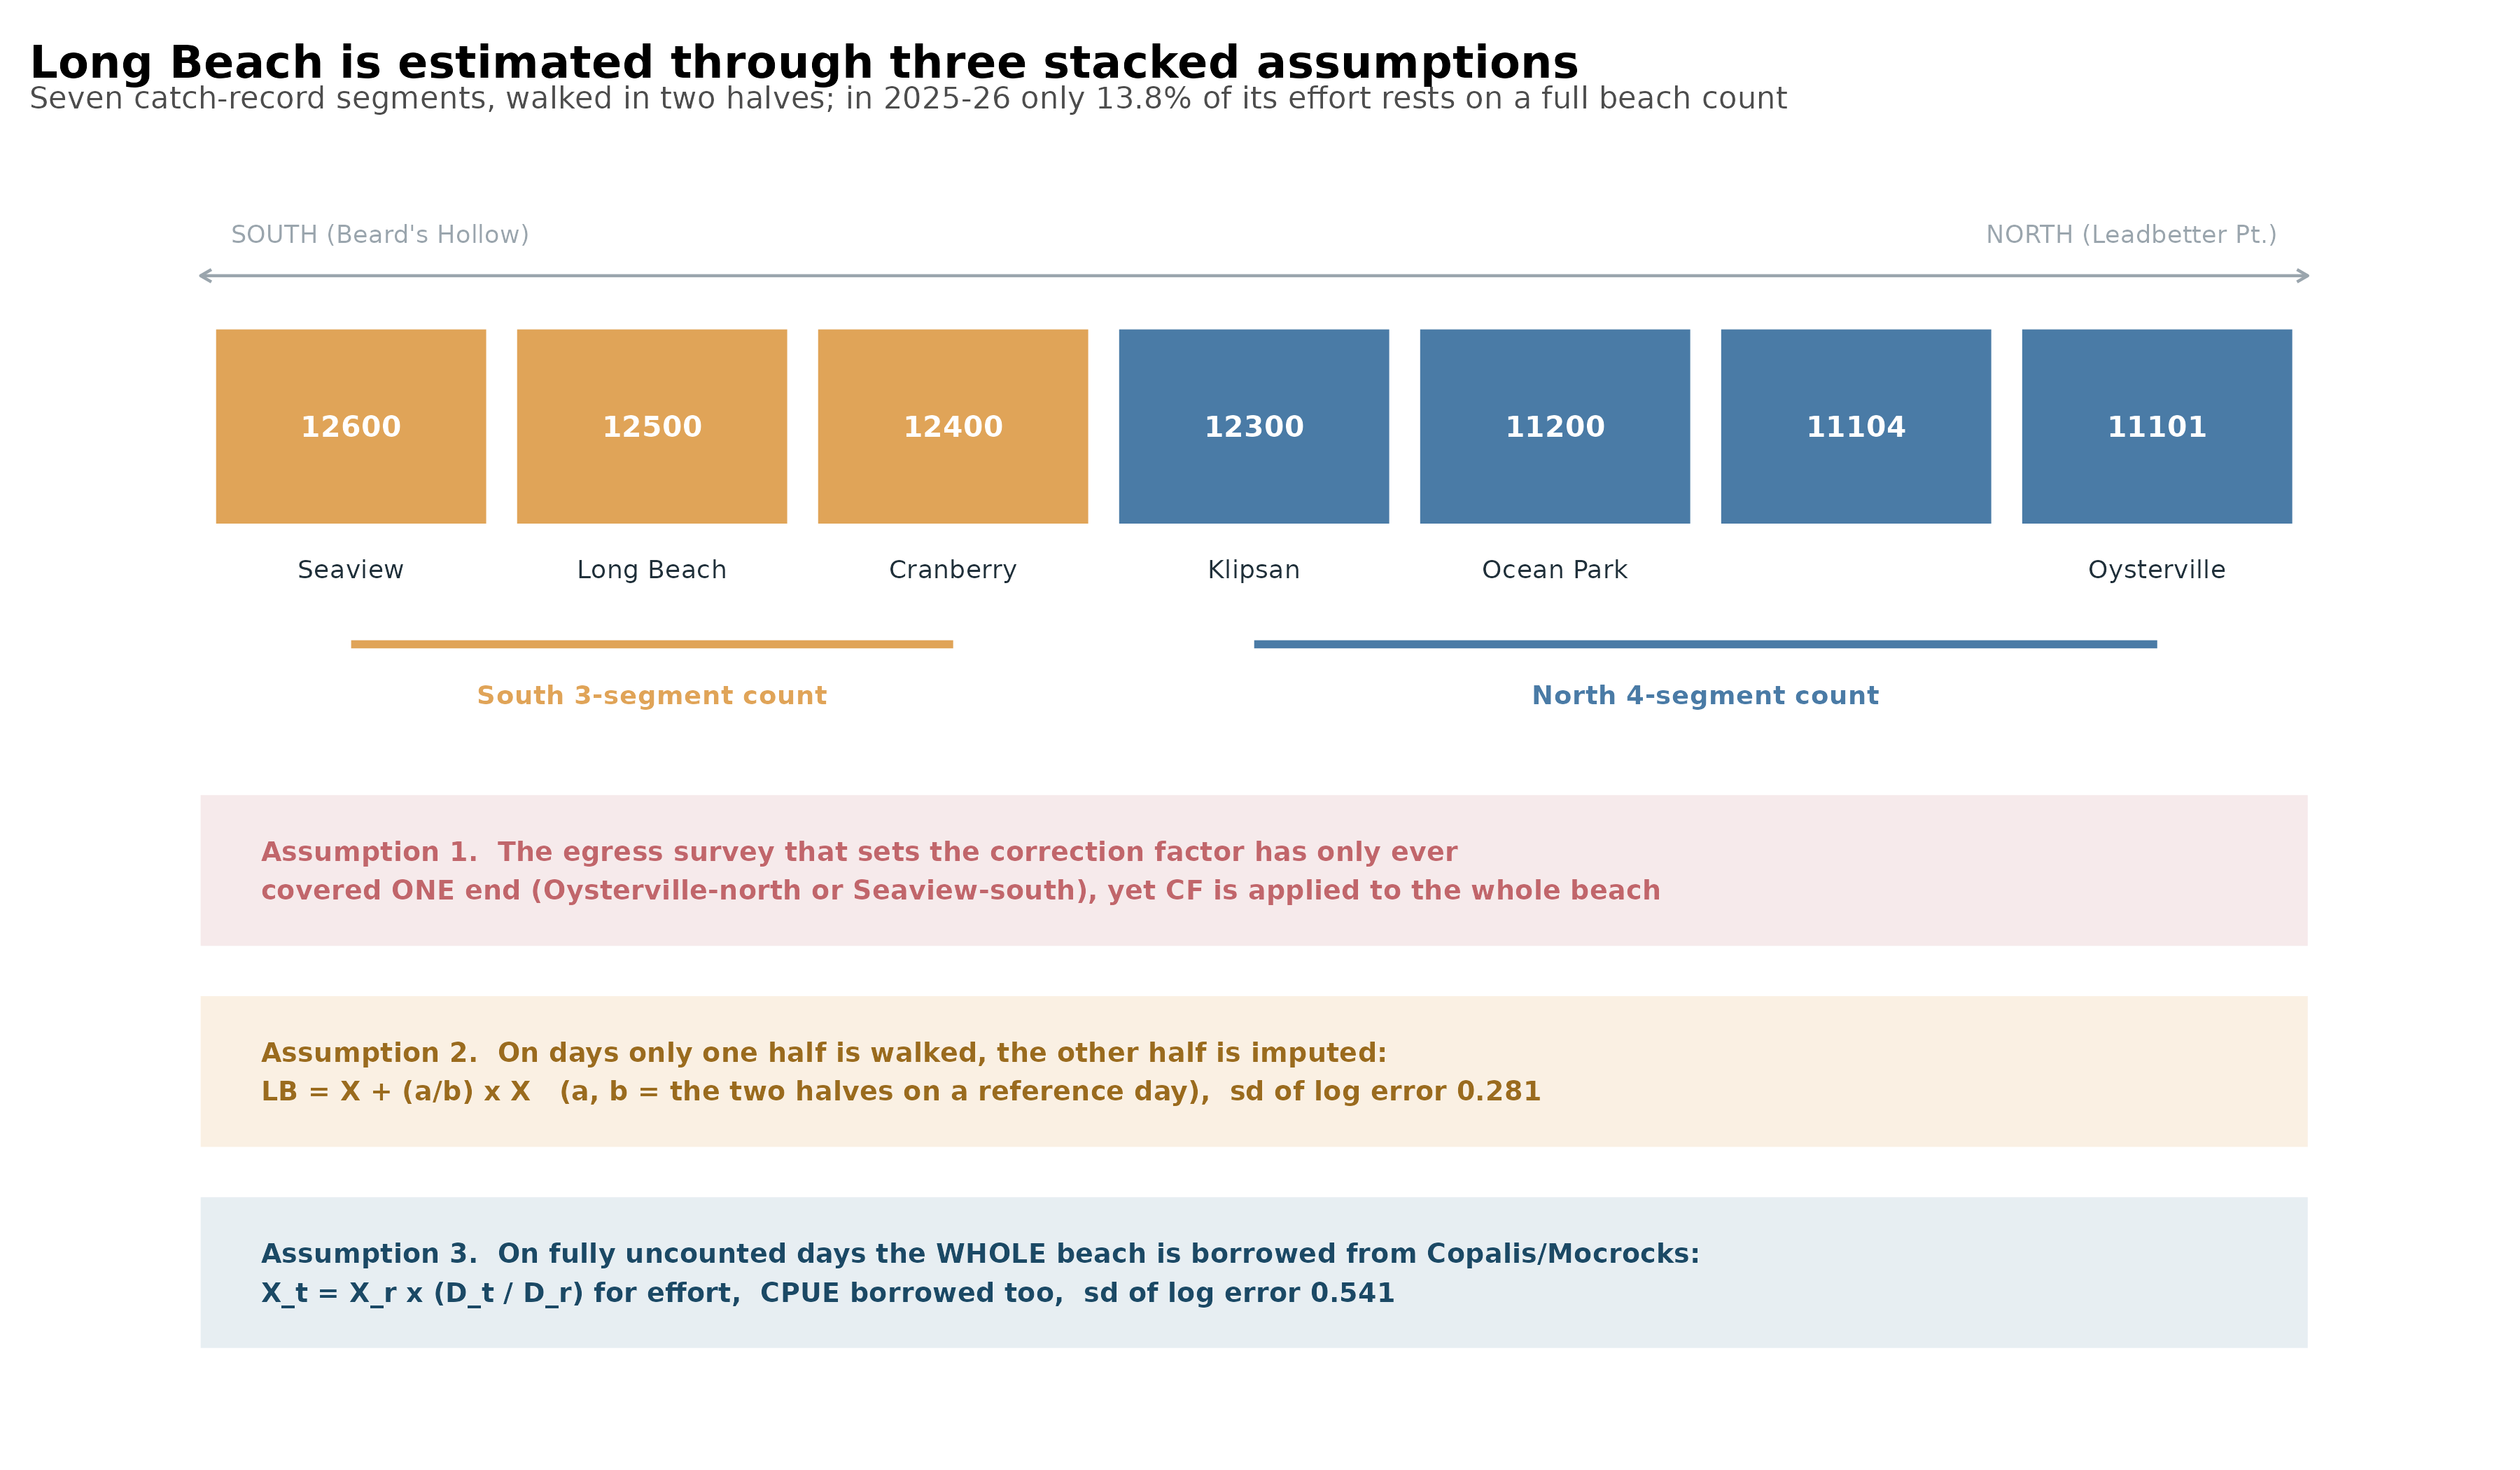 Long Beach is estimated through three stacked assumptions
Seven catch-record segments, walked in two halves; in 2025-26 only 13.8% of its effort rests on a full beach count
SOUTH (Beard's Hollow)
NORTH (Leadbetter Pt.)
12600
12500
12400
12300
11200
11104
11101
Seaview
Long Beach
Cranberry
Klipsan
Ocean Park
Oysterville
South 3-segment count
North 4-segment count
Assumption 1.  The egress survey that sets the correction factor has only ever
covered ONE end (Oysterville-north or Seaview-south), yet CF is applied to the whole beach
Assumption 2.  On days only one half is walked, the other half is imputed:
LB = X + (a/b) x X   (a, b = the two halves on a reference day),  sd of log error 0.281
Assumption 3.  On fully uncounted days the WHOLE beach is borrowed from Copalis/Mocrocks:
X_t = X_r x (D_t / D_r) for effort,  CPUE borrowed too,  sd of log error 0.541